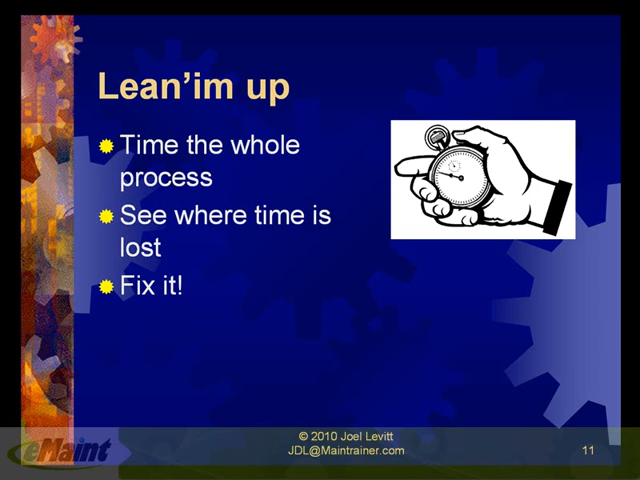 Lean’im up
Time the whole
process
See where time is
lost
Fix it!
© 2010 Joel Levitt
JDL@Maintrainer.com
11
eMaint